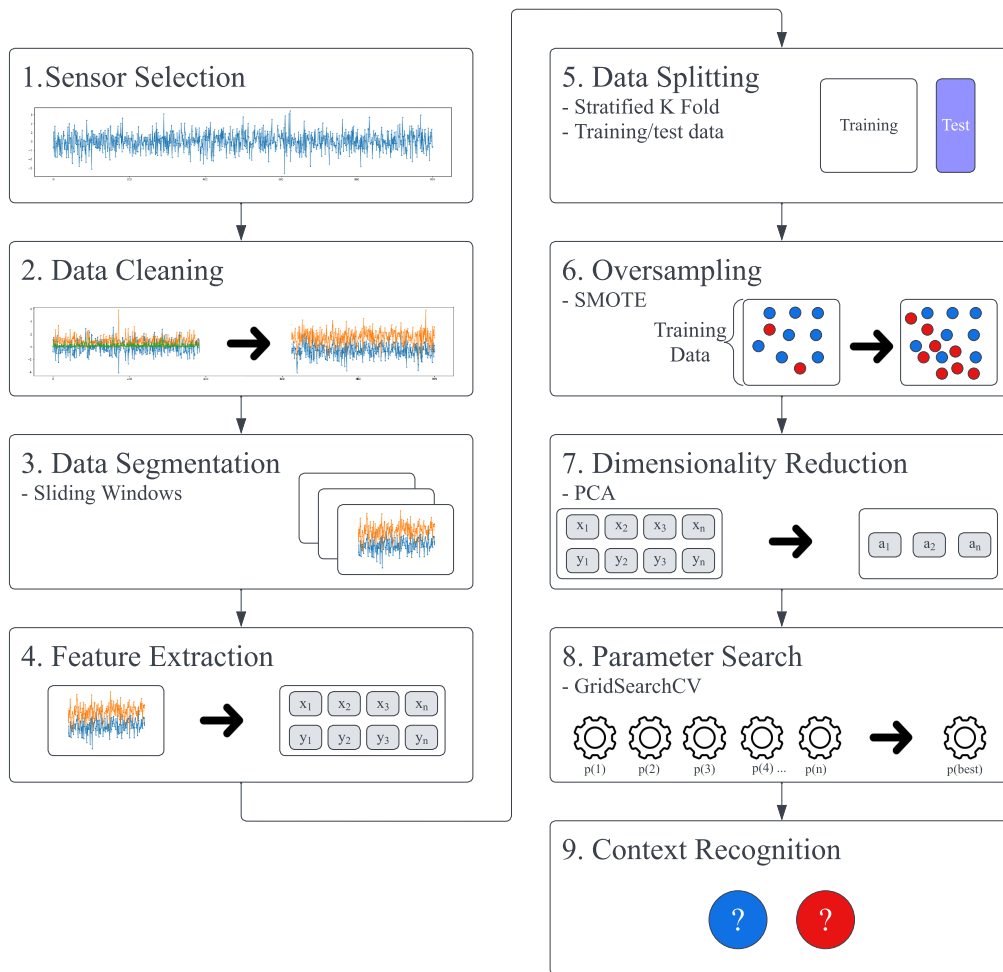 1.Sensor Selection
2. Data Cleaning
3. Data Segmentation
- Sliding Windows
4. Feature Extraction
x1 x2 x3 xn
y1 y2 y3 yn
5. Data Splitting
- Stratified K Fold
- Training/test data
Training
Test
6. Oversampling
- SMOTE
Training
Data
7. Dimensionality Reduction
- PCA
x1 x2 x3 xn
y1 y2 y3 yn
a1 a2 an
8. Parameter Search
- GridSearchCV
p(1) p(2) p(3) p(4) ... p(n) p(best)
9. Context Recognition
? ?